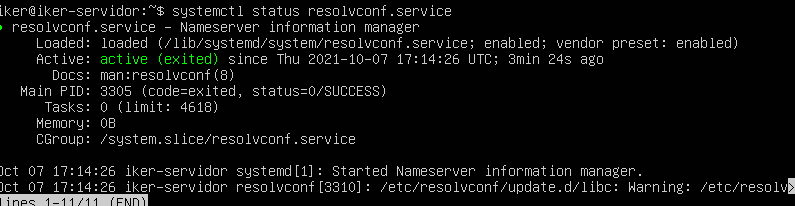 iker@iker-servidor:~$ systemctl status resolvconf.service
● resolvconf.service - Nameserver information manager
Loaded: loaded (/lib/systemd/system/resolvconf.service; enabled; vendor preset: enabled)
Active: active (exited) since Thu 2021-10-07 17:14:26 UTC; 3min 24s ago
Docs: man:resolvconf(8)
Main PID: 3305 (code=exited, status=0/SUCCESS)
Tasks: 0 (limit: 4618)
Memory: 0B
CGroup: /system.slice/resolvconf.service
Oct 07 17:14:26 iker-servidor systemd[1]: Started Nameserver information manager.
Oct 07 17:14:26 iker-servidor resolvconf[3310]: /etc/resolvconf/update.d/libc: Warning: /etc/resolv>
lines 1-11/11 (END)